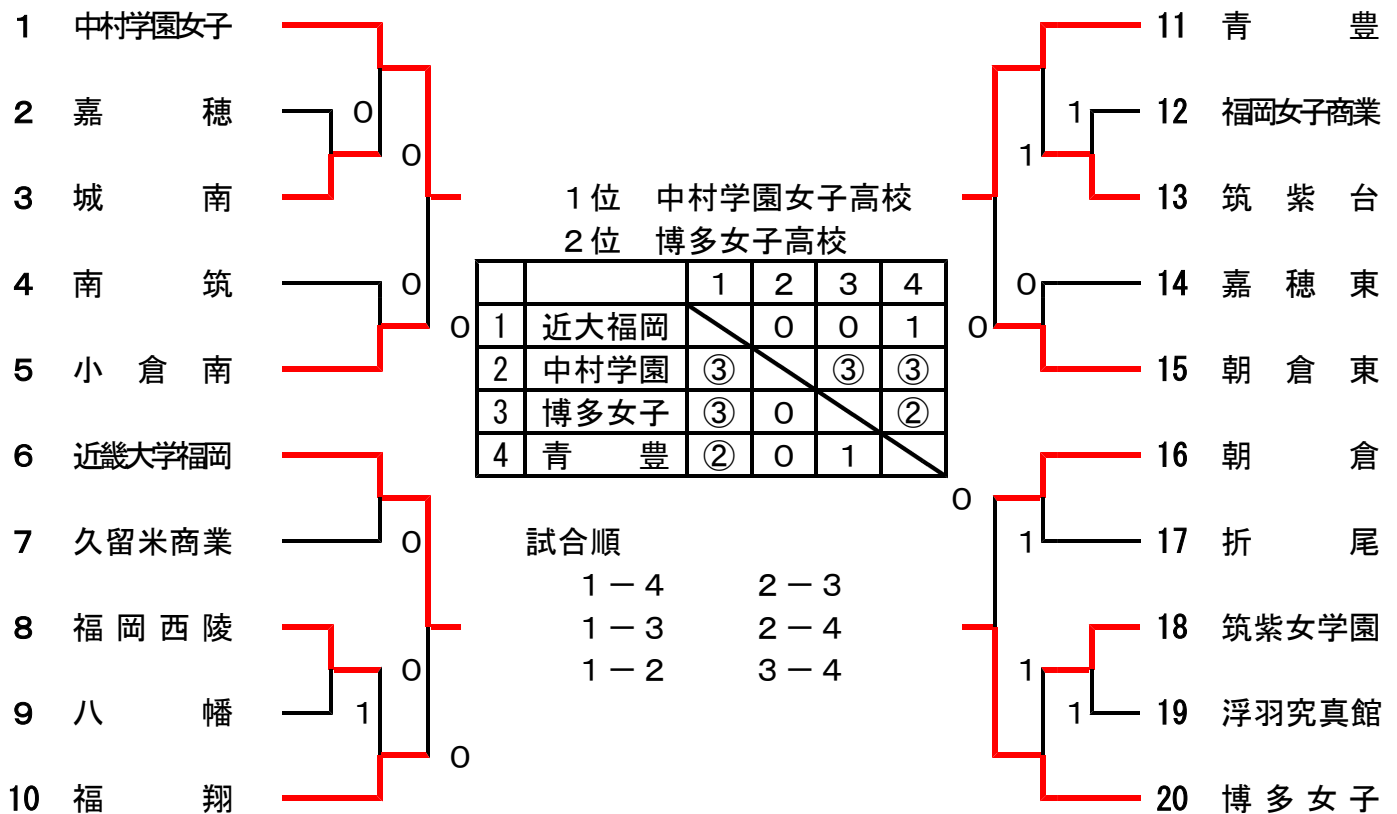 1 中村学園女子
2 嘉穂
3 城南
4 南筑
5 小倉南
6 近畿大学福岡
7 久留米商業
8 福岡西陵
9 八幡
10 福翔
0
0
0
0
0
0
1
0
1位 中村学園女子高校
2位 博多女子高校
1 2 3 4
1 近大福岡 0 0 1
2 中村学園 ③ ③ ③
3 博多女子 ③ 0 ②
4 青豊 ② 0 1
試合順
1－4 2－3
1－3 2－4
1－2 3－4
1
1
0
0
0
1
1
1
11 青豊
12 福岡女子商業
13 筑紫台
14 嘉穂東
15 朝倉東
16 朝倉
17 折尾
18 筑紫女学園
19 浮羽究真館
20 博多女子